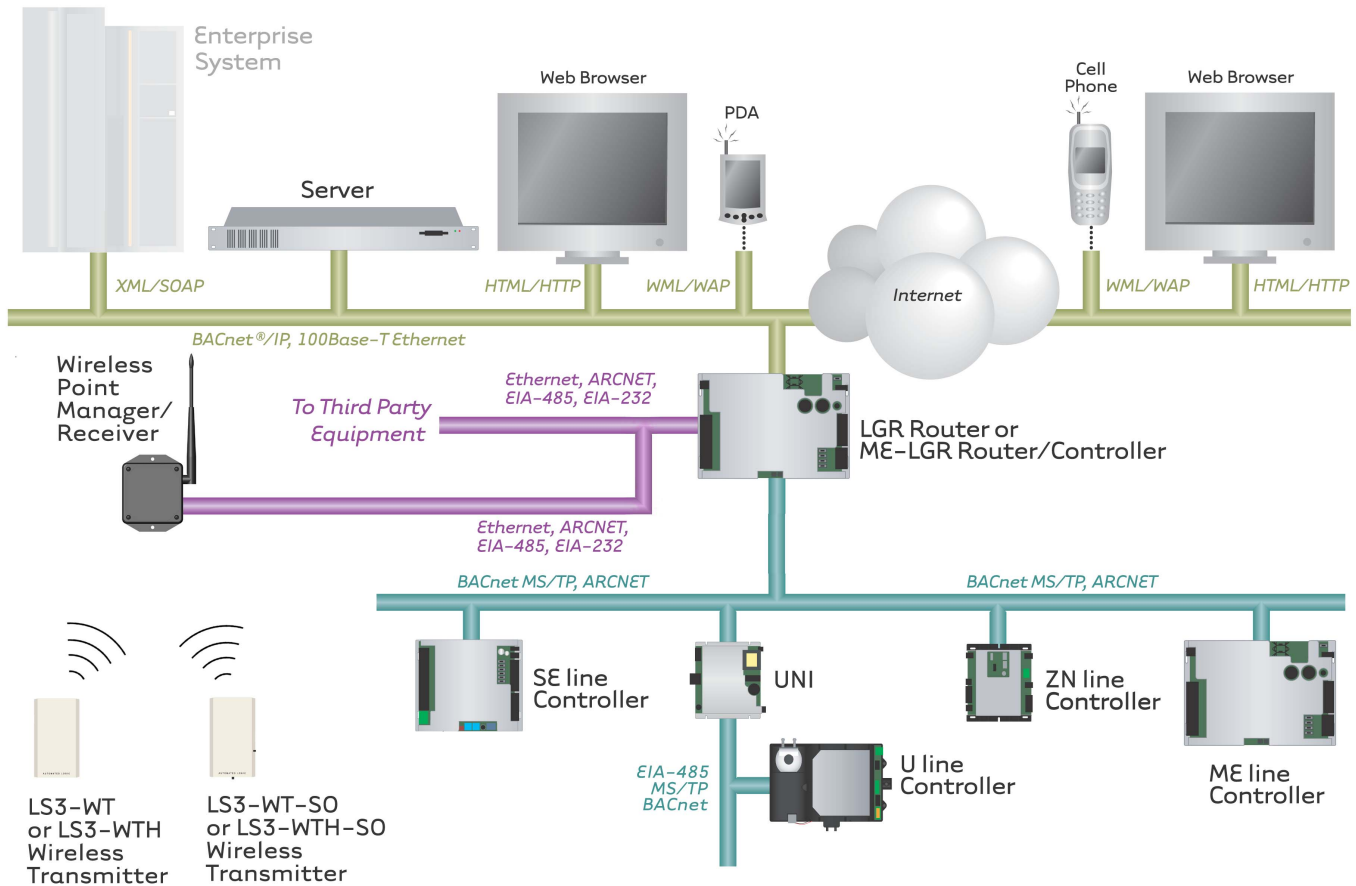 Enterprise
System
Web Browser
Cell
Phone
Web Browser
PDA
Server
Internet
XML/SOAP
HTML/HTTP
WML/WAP
WML/WAP
HTML/HTTP
BACnet®/IP, 100Base-T Ethernet
Wireless
Point
Manager/
Receiver
Ethernet, ARCNET,
EIA-485, EIA-232
To Third Party
Equipment
LGR Router or
ME-LGR Router/Controller
Ethernet, ARCNET,
EIA-485, EIA-232
BACnet MS/TP, ARCNET
BACnet MS/TP, ARCNET
SE line
Controller
UNI
ZN line
Controller
ME line
Controller
EIA-485
MS/TP
BACnet
U line
Controller
AUTOMATED LOGIC
AUTOMATED LOGIC
LS3-WT
or LS3-WTH
Wireless
Transmitter
LS3-WT-SO
or LS3-WTH-SO
Wireless
Transmitter